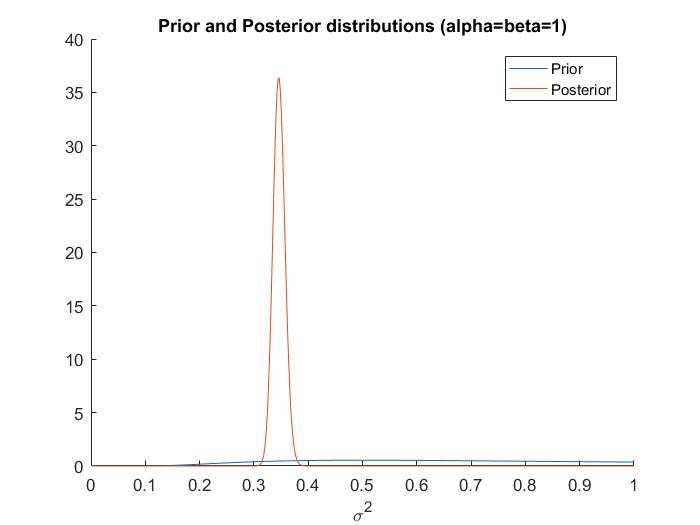 Prior and Posterior distributions (alpha=beta=1)
40
35
30
25
20
15
10
5
0
Prior
Posterior
0 0.1 0.2 0.3 0.4 0.5 0.6 0.7 0.8 0.9 1
σ²